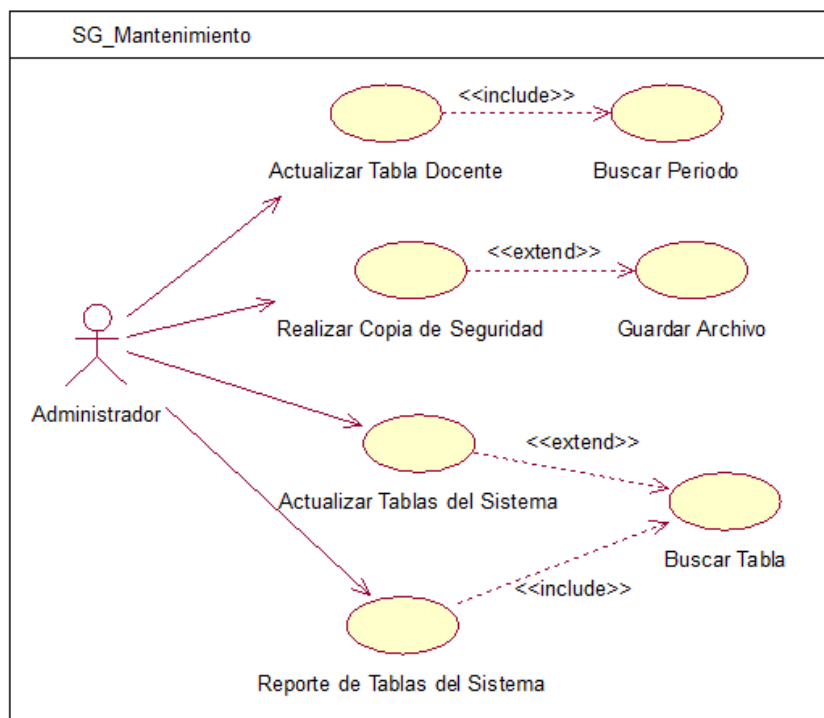 SG_Mantenimiento
<<include>>
Actualizar Tabla Docente
Buscar Periodo
<<extend>>
Realizar Copia de Seguridad
Guardar Archivo
Administrador
<<extend>>
Actualizar Tablas del Sistema
Buscar Tabla
<<include>>
Reporte de Tablas del Sistema